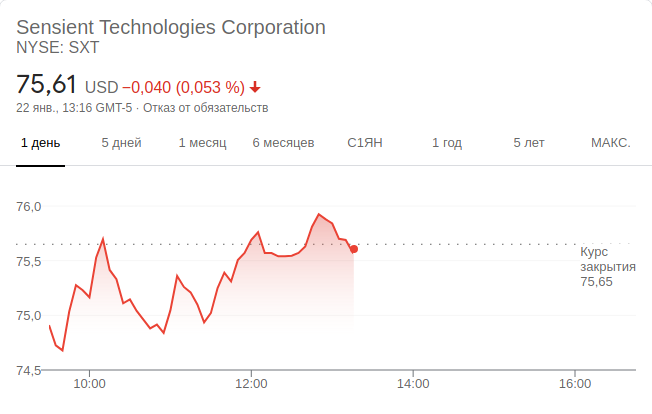 Sensient Technologies Corporation
NYSE: SXT
75,61 USD −0,040 (0,053 %)
22 янв., 13:16 GMT-5 · Отказ от обязательств
1 день 5 дней 1 месяц 6 месяцев С1ЯН 1 год 5 лет МАКС.
76,0
75,5
75,0
74,5
Курс
закрытия
75,65
10:00 12:00 14:00 16:00